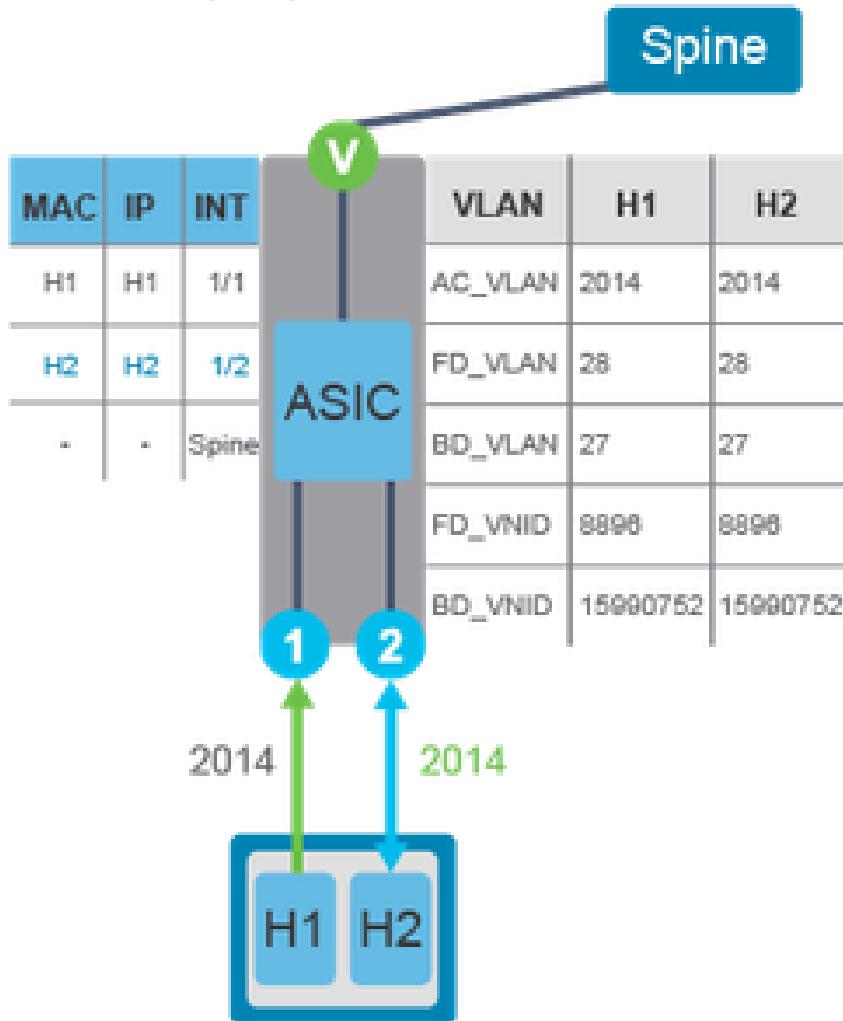 Spine
V
MAC IP INT
H1 H1 1/1
H2 H2 1/2
- - Spine
ASIC
VLAN H1 H2
AC_VLAN 2014 2014
FD_VLAN 28 28
BD_VLAN 27 27
FD_VNID 8896 8896
BD_VNID 15990752 15990752
1 2
2014 2014
H1 H2